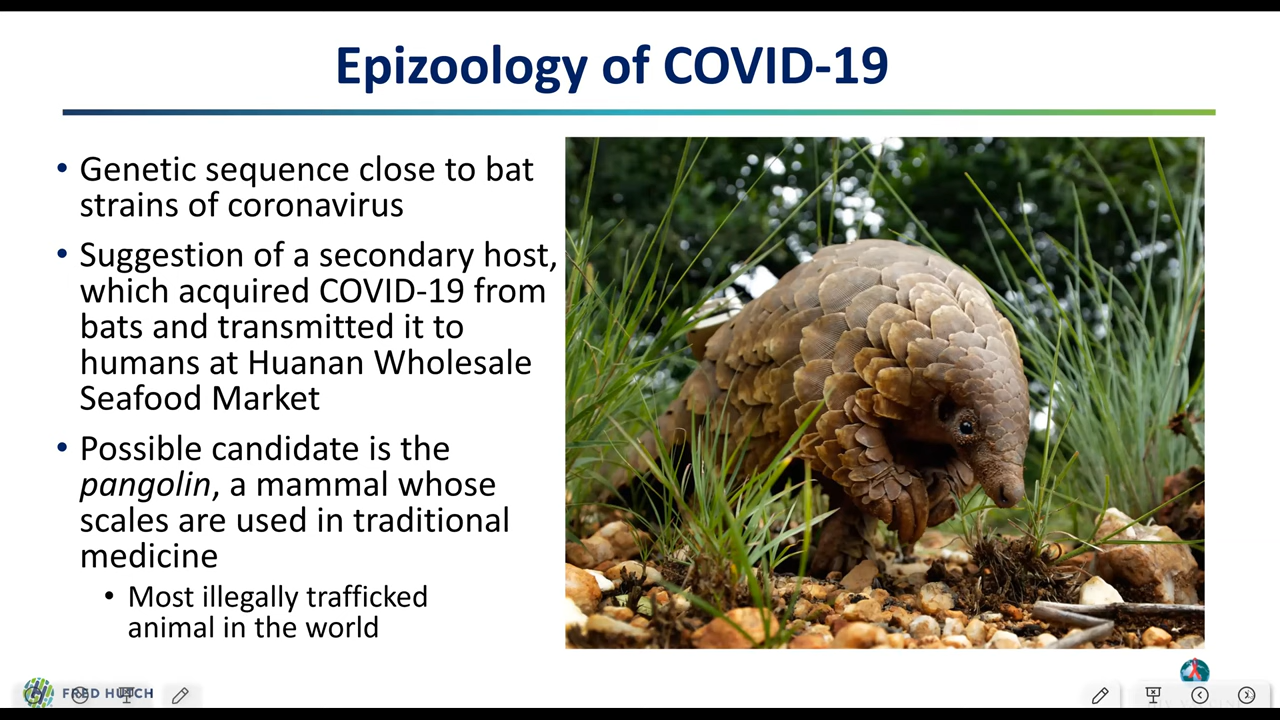 Epizoology of COVID-19
• Genetic sequence close to bat
strains of coronavirus
• Suggestion of a secondary host,
which acquired COVID-19 from
bats and transmitted it to
humans at Huanan Wholesale
Seafood Market
• Possible candidate is the
pangolin, a mammal whose
scales are used in traditional
medicine
• Most illegally trafficked
animal in the world
FRED HUTCH